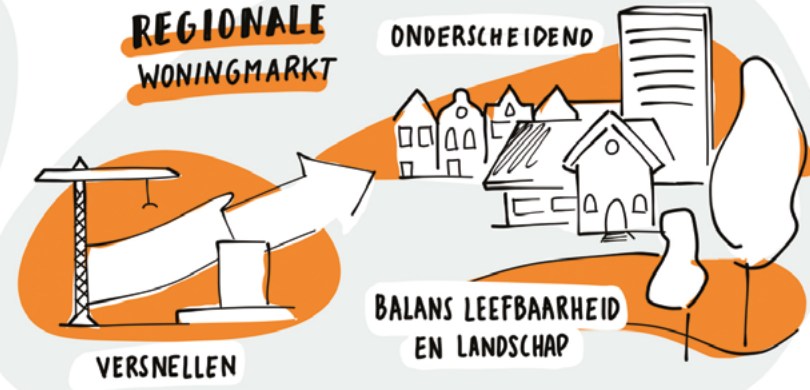 REGIONALE
WONINGMARKT
ONDERSCHEIDEND
BALANS LEEFBAARHEID
EN LANDSCHAP
VERSNELLEN